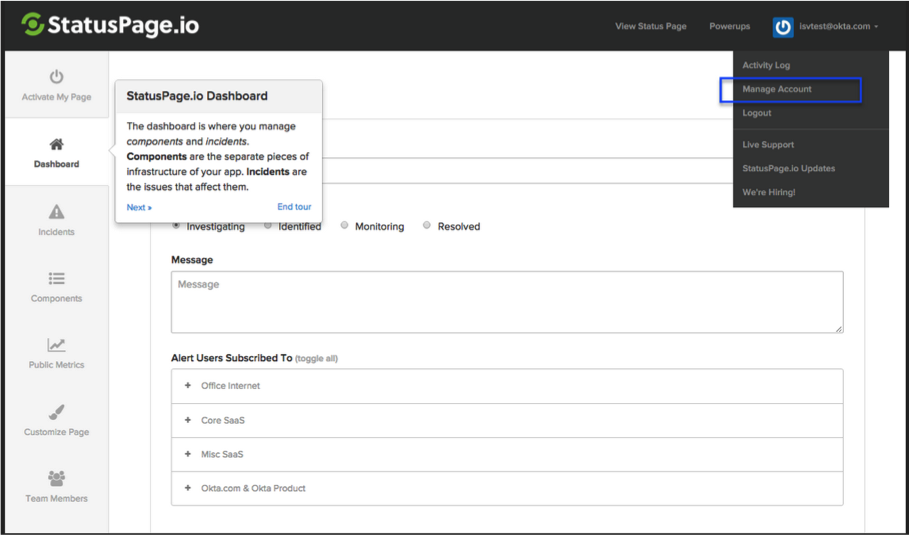 StatusPage.io
View Status Page
Powerups
isvtest@okta.com
Activity Log
Manage Account
Logout
Live Support
StatusPage.io Updates
We're Hiring!
Activate My Page
Dashboard
Incidents
Components
Public Metrics
Customize Page
Team Members
StatusPage.io Dashboard
The dashboard is where you manage
components and incidents.
Components are the separate pieces of
infrastructure of your app. Incidents are
the issues that affect them.
Next »
End tour
Investigating
Identified
Monitoring
Resolved
Message
Message
Alert Users Subscribed To (toggle all)
+ Office Internet
+ Core SaaS
+ Misc SaaS
+ Okta.com & Okta Product